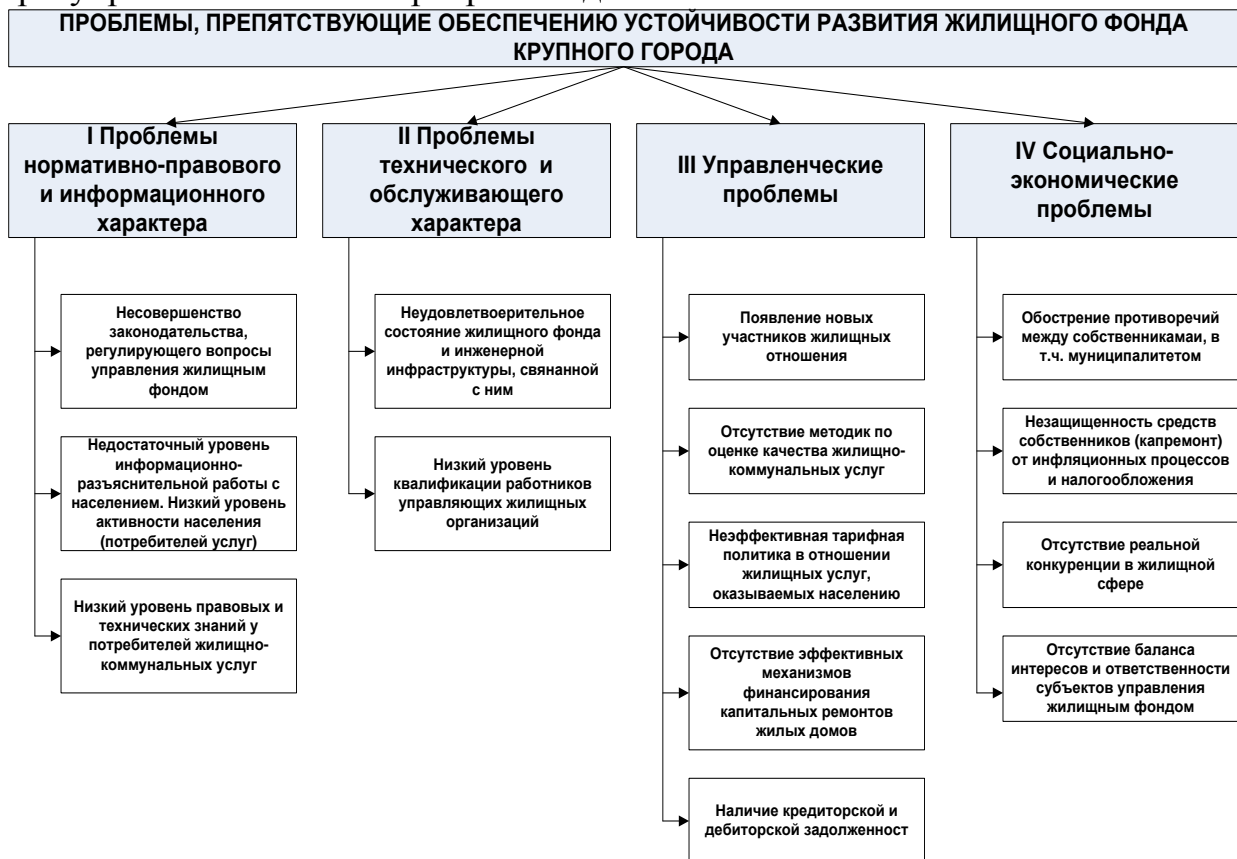 ПРОБЛЕМЫ, ПРЕПЯТСТВУЮЩИЕ ОБЕСПЕЧЕНИЮ УСТОЙЧИВОСТИ РАЗВИТИЯ ЖИЛИЩНОГО ФОНДА
КРУПНОГО ГОРОДА
I Проблемы
нормативно-правового
и информационного
характера
Несовершенство
законодательства,
регулирующего вопросы
управления жилищным
фондом
Недостаточный уровень
информационно-
разъяснительной работы с
населением. Низкий уровень
активности населения
(потребителей услуг)
Низкий уровень правовых и
технических знаний у
потребителей жилищно-
коммунальных услуг
II Проблемы
технического и
обслуживающего
характера
Неудовлетвоерительное
состояние жилищного фонда
и инженерной
инфраструктуры, свянанной
с ним
Низкий уровень
квалификации работников
управляющих жилищных
организаций
III Управленческие
проблемы
Появление новых
участников жилищных
отношения
Отсутствие методик по
оценке качества жилищно-
коммунальных услуг
Неэффективная тарифная
политика в отношении
жилищных услуг,
оказываемых населению
Отсутствие эффективных
механизмов
финансирования
капитальных ремонтов
жилых домов
Наличие кредиторской и
дебиторской задолженност
IV Социально-
экономические
проблемы
Обострение противоречий
между собственникамаи, в
т.ч. муниципалитетом
Незащищенность средств
собственников (капремонт)
от инфляционных процессов
и налогообложения
Отсутствие реальной
конкуренции в жилищной
сфере
Отсутствие баланса
интересов и ответственности
субъектов управления
жилищным фондом